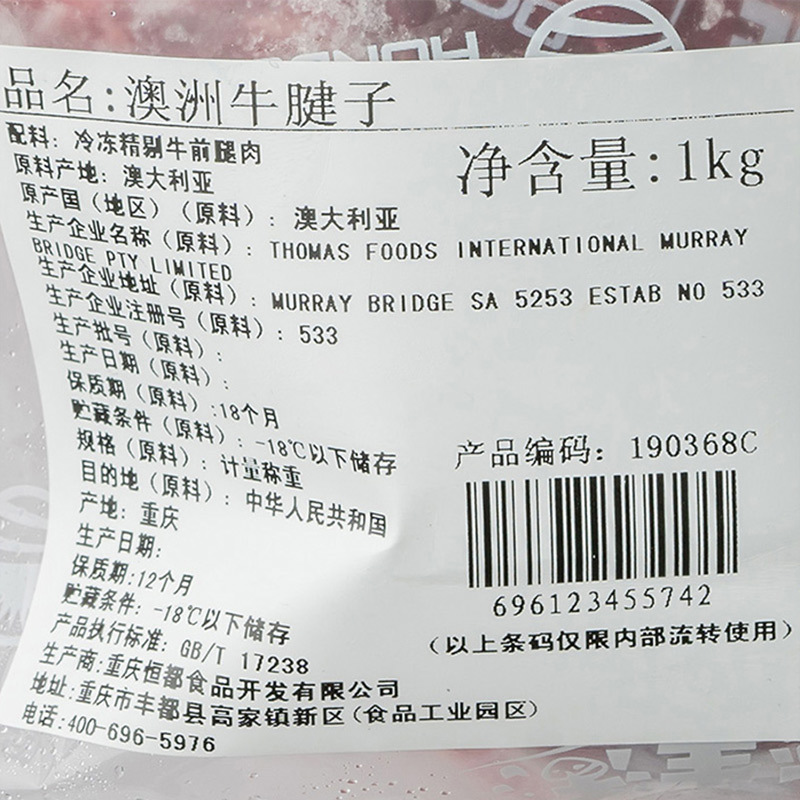 品名:澳洲牛腱子
配料: 冷冻精剔牛前腿肉
净含量:1kg
原料产地: 澳大利亚
原产国（地区）（原料）: 澳大利亚
生产企业名称（原料）: THOMAS FOODS INTERNATIONAL MURRAY
BRIDGE PTY LIMITED
生产企业地址（原料）: MURRAY BRIDGE SA 5253 ESTAB NO 533
生产企业注册号（原料）: 533
生产批号（原料）:
生产日期（原料）:
保质期（原料）:18个月
贮藏条件（原料）: -18℃以下储存
规格（原料）: 计量称重
目的地（原料）: 中华人民共和国
产地: 重庆
生产日期:
保质期:12个月
贮藏条件: -18℃以下储存
产品执行标准: GB/T 17238
生产商:重庆恒都食品开发有限公司
地址:重庆市丰都县高家镇新区(食品工业园区)
电话:400-696-5976
产品编码: 190368C
696123455742
(以上条码仅限内部流转使用)